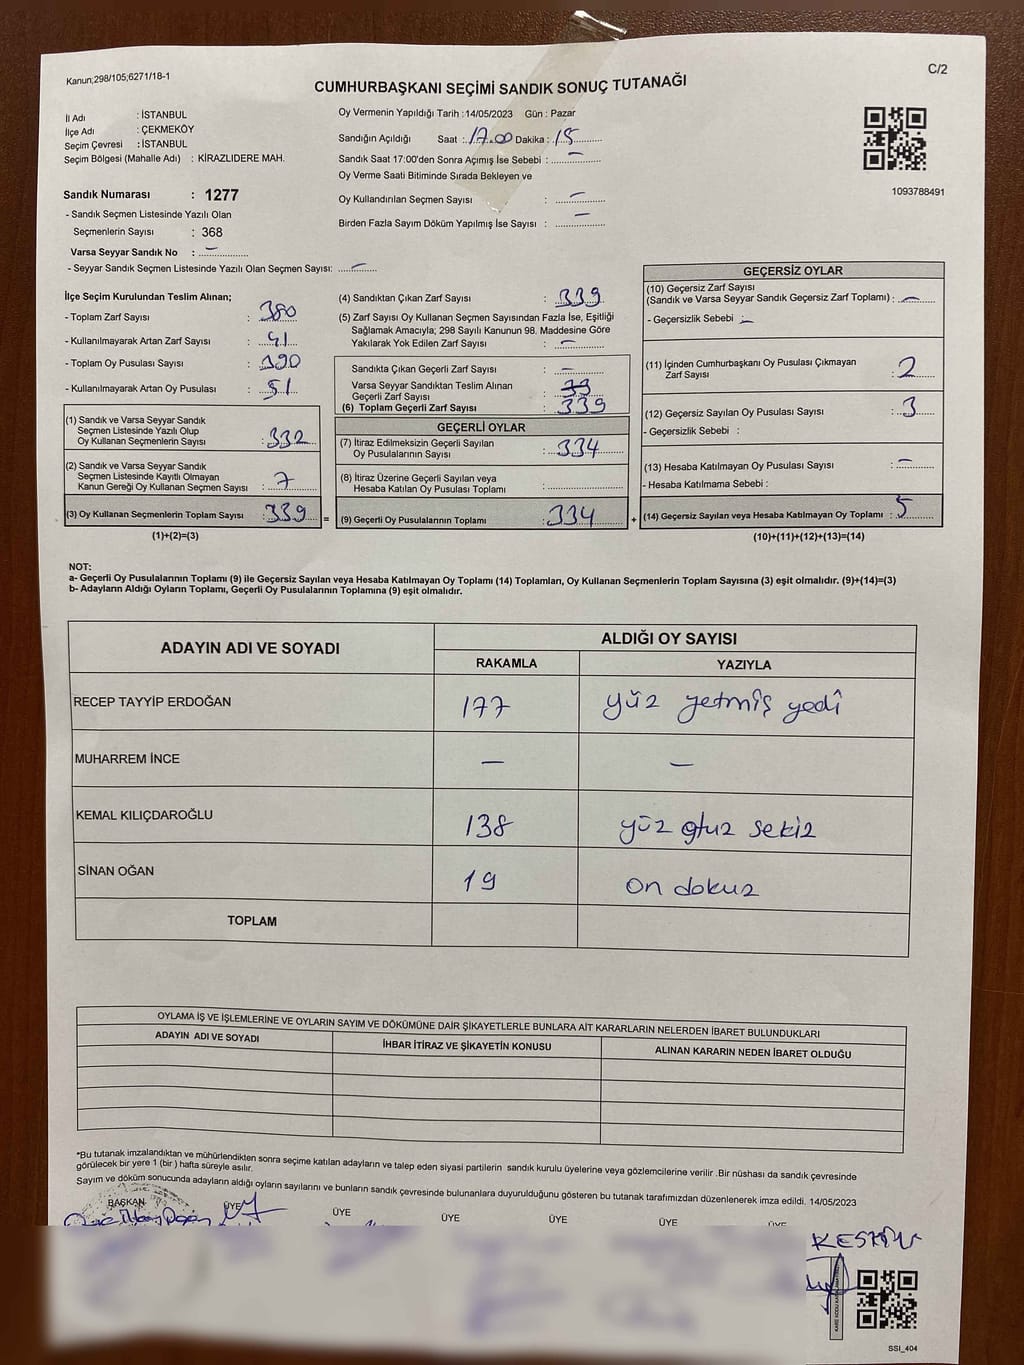 Kanun;298/105;6271/18-1
C/2
CUMHURBAŞKANI SEÇİMİ SANDIK SONUÇ TUTANAĞI
İl Adı : İSTANBUL
İlçe Adı : ÇEKMEKÖY
Seçim Çevresi : İSTANBUL
Seçim Bölgesi (Mahalle Adı) : KİRAZLIDERE MAH.
Sandık Numarası : 1277
- Sandık Seçmen Listesinde Yazılı Olan
Seçmenlerin Sayısı : 368
Varsa Seyyar Sandık No : –
- Seyyar Sandık Seçmen Listesinde Yazılı Olan Seçmen Sayısı: –
Oy Vermenin Yapıldığı Tarih :14/05/2023 Gün : Pazar
Sandığın Açıldığı Saat : 17.00 Dakika : 15
Sandık Saat 17:00'den Sonra Açımış İse Sebebi : –
Oy Verme Saati Bitiminde Sırada Bekleyen ve
Oy Kullandırılan Seçmen Sayısı : –
Birden Fazla Sayım Döküm Yapılmış İse Sayısı : –
1093788491
İlçe Seçim Kurulundan Teslim Alınan;
- Toplam Zarf Sayısı : 380
- Kullanılmayarak Artan Zarf Sayısı : 41
- Toplam Oy Pusulası Sayısı : 390
- Kullanılmayarak Artan Oy Pusulası : 51
(1) Sandık ve Varsa Seyyar Sandık
Seçmen Listesinde Yazılı Olup
Oy Kullanan Seçmenlerin Sayısı : 332
(2) Sandık ve Varsa Seyyar Sandık
Seçmen Listesinde Kayıtlı Olmayan
Kanun Gereği Oy Kullanan Seçmen Sayısı : 7
(3) Oy Kullanan Seçmenlerin Toplam Sayısı : 339 =
(1)+(2)=(3)
(4) Sandıktan Çıkan Zarf Sayısı : 339
(5) Zarf Sayısı Oy Kullanan Seçmen Sayısından Fazla İse, Eşitliği
Sağlamak Amacıyla; 298 Sayılı Kanunun 98. Maddesine Göre
Yakılarak Yok Edilen Zarf Sayısı : –
Sandıkta Çıkan Geçerli Zarf Sayısı : –
Varsa Seyyar Sandıktan Teslim Alınan
Geçerli Zarf Sayısı :
(6) Toplam Geçerli Zarf Sayısı : 339
GEÇERLİ OYLAR
(7) İtiraz Edilmeksizin Geçerli Sayılan
Oy Pusulalarının Sayısı : 334
(8) İtiraz Üzerine Geçerli Sayılan veya
Hesaba Katılan Oy Pusulası Toplamı :
(9) Geçerli Oy Pusulalarının Toplamı : 334 +
GEÇERSİZ OYLAR
(10) Geçersiz Zarf Sayısı
(Sandık ve Varsa Seyyar Sandık Geçersiz Zarf Toplamı) : –
- Geçersizlik Sebebi : –
(11) İçinden Cumhurbaşkanı Oy Pusulası Çıkmayan
Zarf Sayısı : 2
(12) Geçersiz Sayılan Oy Pusulası Sayısı : 3
- Geçersizlik Sebebi :
(13) Hesaba Katılmayan Oy Pusulası Sayısı : –
- Hesaba Katılmama Sebebi :
(14) Geçersiz Sayılan veya Hesaba Katılmayan Oy Toplamı : 5
(10)+(11)+(12)+(13)=(14)
NOT:
a- Geçerli Oy Pusulalarının Toplamı (9) ile Geçersiz Sayılan veya Hesaba Katılmayan Oy Toplamı (14) Toplamları, Oy Kullanan Seçmenlerin Toplam Sayısına (3) eşit olmalıdır. (9)+(14)=(3)
b- Adayların Aldığı Oyların Toplamı, Geçerli Oy Pusulalarının Toplamına (9) eşit olmalıdır.
ADAYIN ADI VE SOYADI ALDIĞI OY SAYISI
RAKAMLA YAZIYLA
RECEP TAYYİP ERDOĞAN 177 yüz yetmiş yedi
MUHARREM İNCE – –
KEMAL KILIÇDAROĞLU 138 yüz otuz sekiz
SİNAN OĞAN 19 on dokuz
TOPLAM
OYLAMA İŞ VE İŞLEMLERİNE VE OYLARIN SAYIM VE DÖKÜMÜNE DAİR ŞİKAYETLERLE BUNLARA AİT KARARLARIN NELERDEN İBARET BULUNDUKLARI
ADAYIN ADI VE SOYADI İHBAR İTİRAZ VE ŞİKAYETİN KONUSU ALINAN KARARIN NEDEN İBARET OLDUĞU
*Bu tutanak imzalandıktan ve mühürlendikten sonra seçime katılan adayların ve talep eden siyasi partilerin sandık kurulu üyelerine veya gözlemcilerine verilir .Bir nüshası da sandık çevresinde
görülecek bir yere 1 (bir ) hafta süreyle asılır.
Sayım ve döküm sonucunda adayların aldığı oyların sayılarını ve bunların sandık çevresinde bulunanlara duyurulduğunu gösteren bu tutanak tarafımızdan düzenlenerek imza edildi. 14/05/2023
BAŞKAN ÜYE ÜYE ÜYE ÜYE ÜYE ÜYE
KESKİN
SSI_404